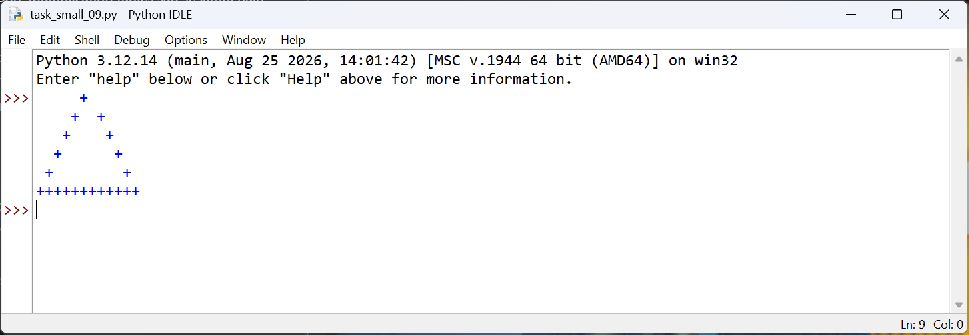 task_small_09.py - Python IDLE
File Edit Shell Debug Options Window Help
Python 3.12.14 (main, Aug 25 2026, 14:01:42) [MSC v.1944 64 bit (AMD64)] on win32
Enter "help" below or click "Help" above for more information.
>>>      +
        +  +
       +    +
      +      +
     +        +
    ++++++++++++
>>>
Ln: 9 Col: 0